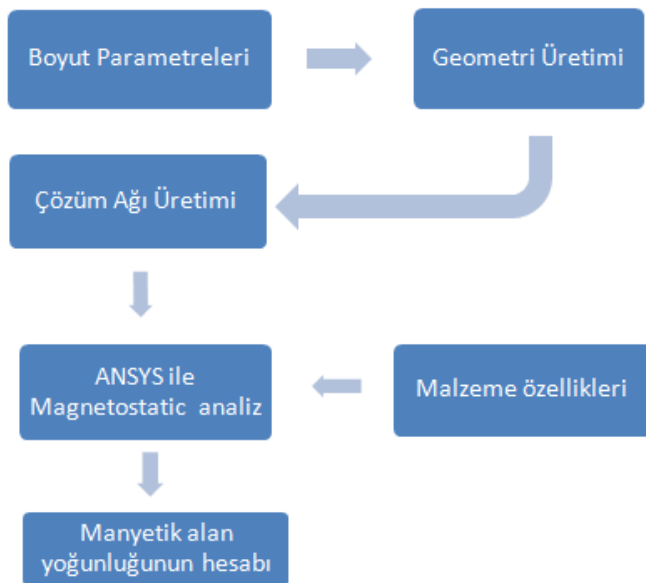 Boyut Parametreleri
Geometri Üretimi
Çözüm Ağı Üretimi
ANSYS ile
Magnetostatic analiz
Malzeme özellikleri
Manyetik alan
yoğunluğunun hesabı